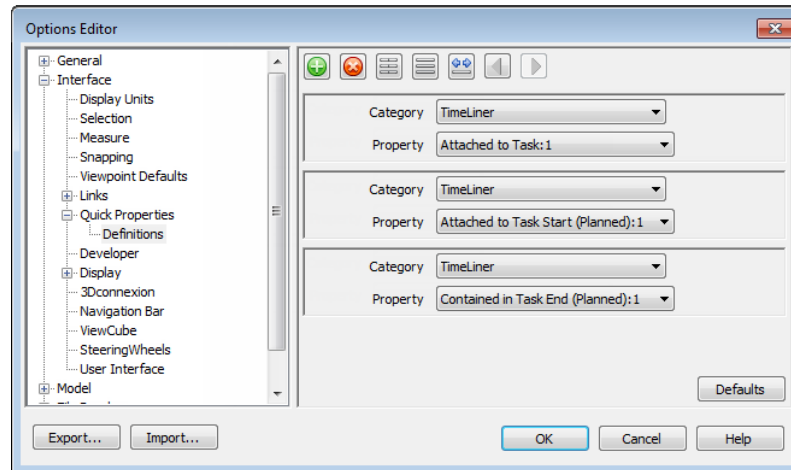 Options Editor
General
Interface
Display Units
Selection
Measure
Snapping
Viewpoint Defaults
Links
Quick Properties
Definitions
Developer
Display
3Dconnexion
Navigation Bar
ViewCube
SteeringWheels
User Interface
Model
Category TimeLiner
Property Attached to Task:1
Category TimeLiner
Property Attached to Task Start (Planned):1
Category TimeLiner
Property Contained in Task End (Planned):1
Defaults
Export... Import... OK Cancel Help